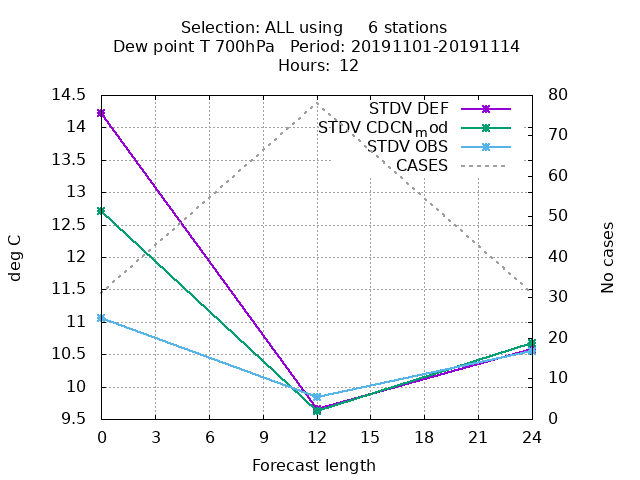 Selection: ALL using 6 stations
Dew point T 700hPa Period: 20191101-20191114
Hours: 12
STDV DEF
STDV CDCN_mod
STDV OBS
CASES
deg C
14.5
14
13.5
13
12.5
12
11.5
11
10.5
10
9.5
80
70
60
50
40
30
20
10
0
No cases
0 3 6 9 12 15 18 21 24
Forecast length